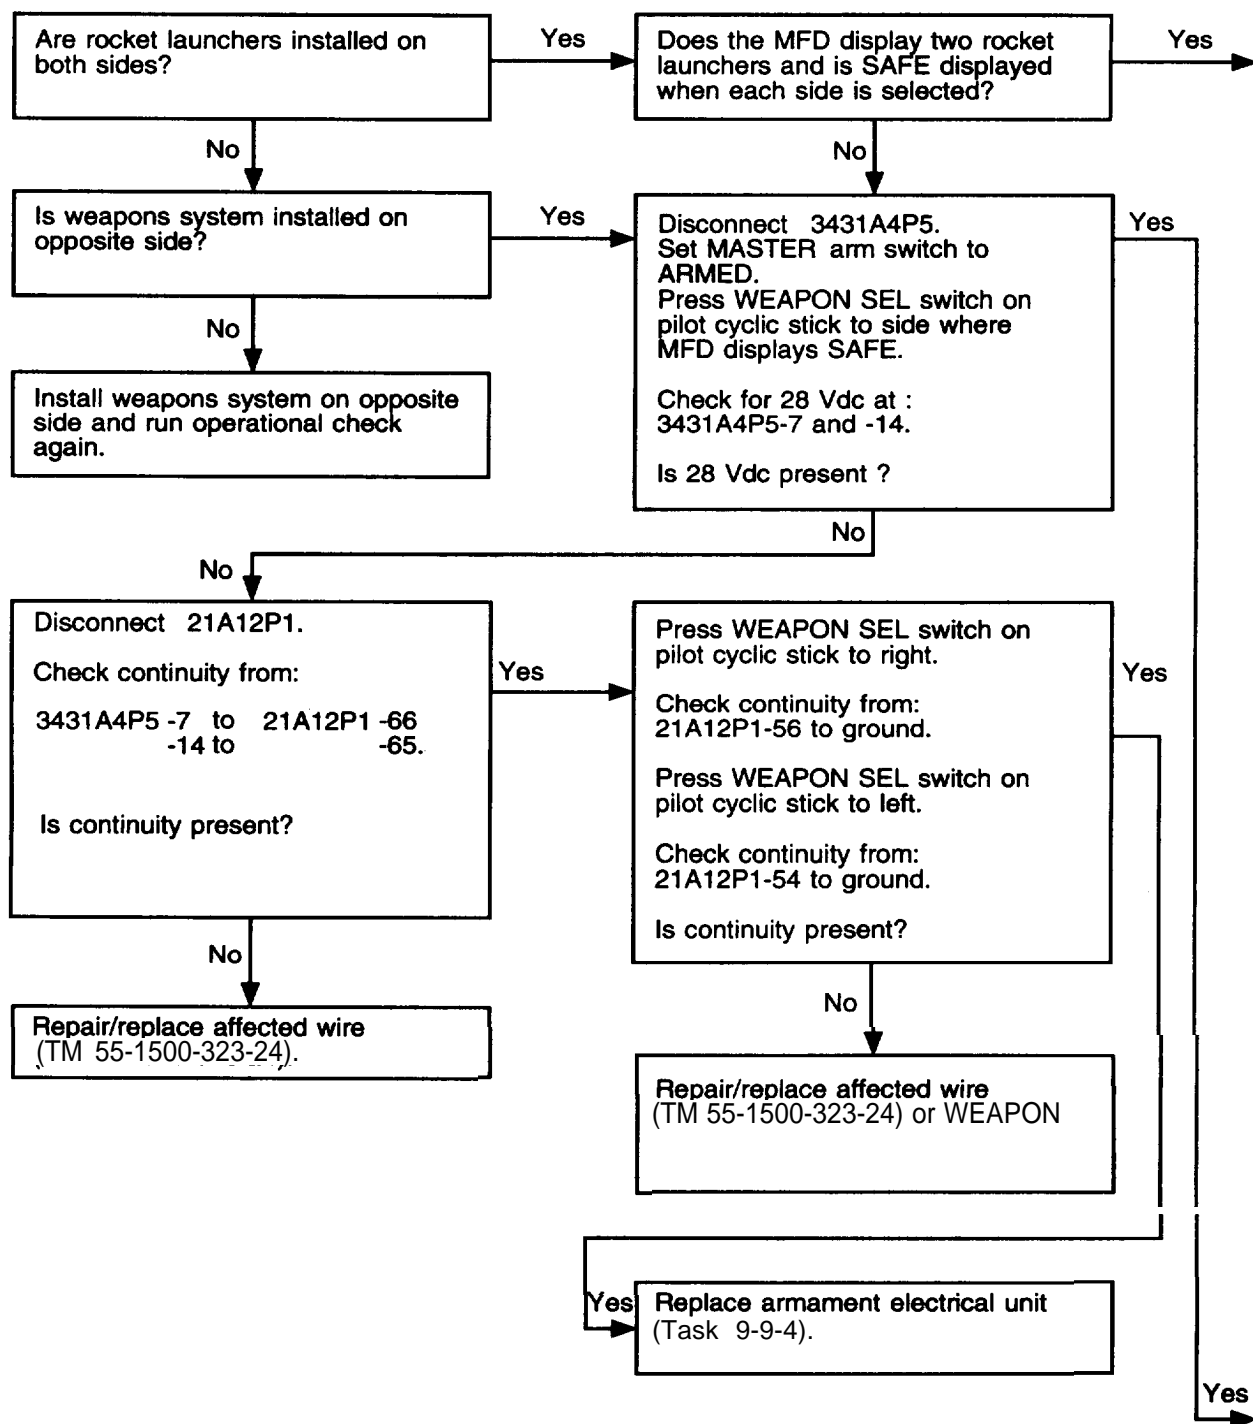 Are rocket launchers installed on
both sides?
Yes
Does the MFD display two rocket
launchers and is SAFE displayed
when each side is selected?
Yes
No
No
Is weapons system installed on
opposite side?
Yes
Disconnect 3431A4P5.
Set MASTER arm switch to
ARMED.
Press WEAPON SEL switch on
pilot cyclic stick to side where
MFD displays SAFE.
Check for 28 Vdc at :
3431A4P5-7 and -14.
Is 28 Vdc present ?
Yes
No
Install weapons system on opposite
side and run operational check
again.
No
No
Disconnect 21A12P1.
Check continuity from:
3431A4P5 -7 to 21A12P1 -66
-14 to -65.
Is continuity present?
Yes
Press WEAPON SEL switch on
pilot cyclic stick to right.
Check continuity from:
21A12P1-56 to ground.
Press WEAPON SEL switch on
pilot cyclic stick to left.
Check continuity from:
21A12P1-54 to ground.
Is continuity present?
Yes
No
No
Repair/replace affected wire
(TM 55-1500-323-24).
Repair/replace affected wire
(TM 55-1500-323-24) or WEAPON
Yes
Replace armament electrical unit
(Task 9-9-4).
Yes